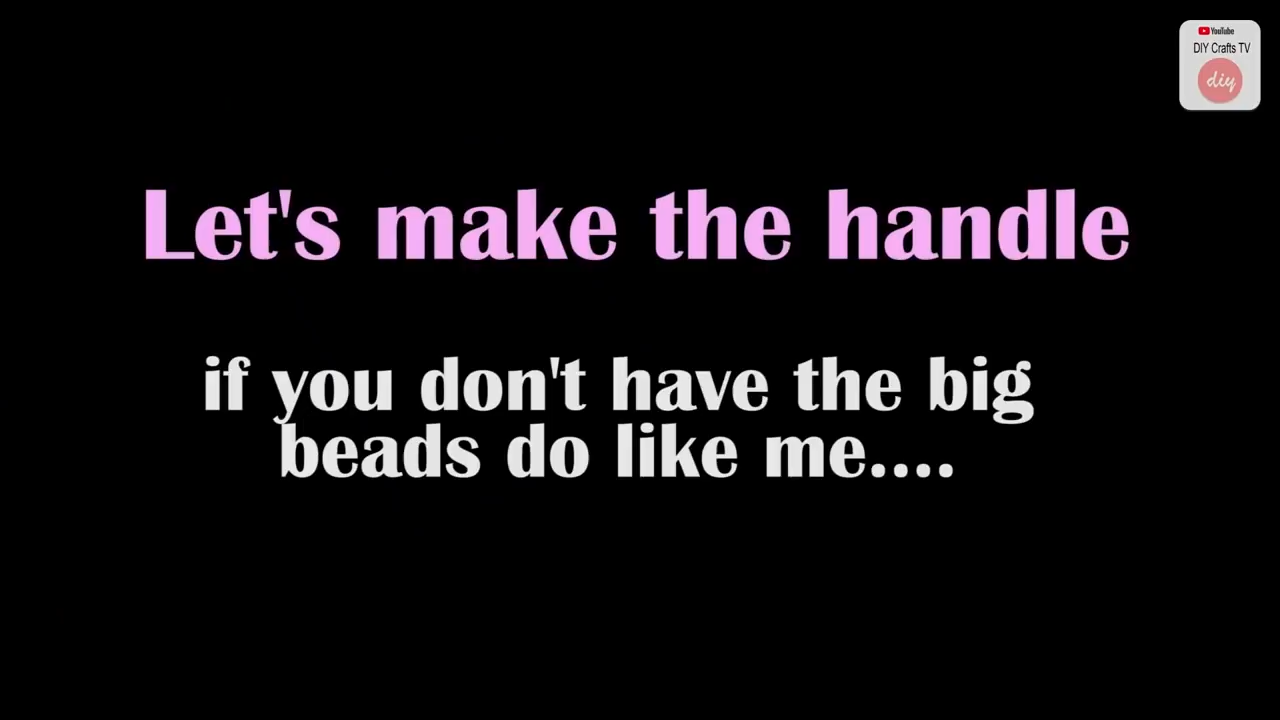 YouTube
DIY Crafts TV
diy
Let's make the handle
if you don't have the big
beads do like me....